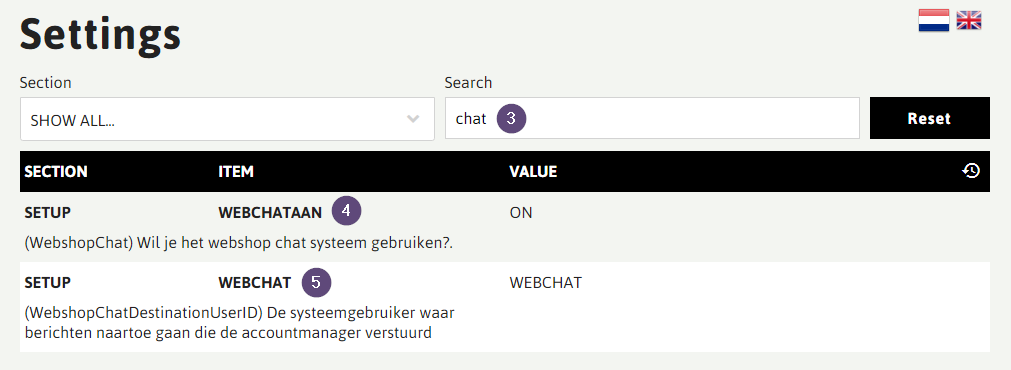 Settings
Section
Search
SHOW ALL...
chat 3
Reset
SECTION ITEM VALUE
SETUP WEBCHATAAN 4 ON
(WebshopChat) Wil je het webshop chat systeem gebruiken?.
SETUP WEBCHAT 5 WEBCHAT
(WebshopChatDestinationUserID) De systeemgebruiker waar
berichten naartoe gaan die de accountmanager verstuurd